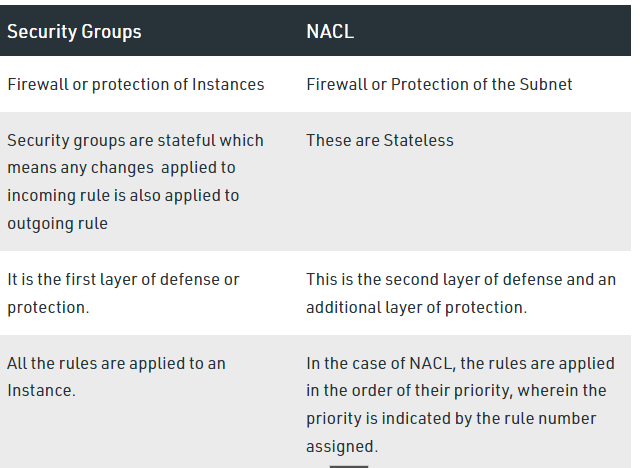 Security Groups
NACL
Firewall or protection of Instances
Firewall or Protection of the Subnet
Security groups are stateful which
means any changes applied to
incoming rule is also applied to
outgoing rule
These are Stateless
It is the first layer of defense or
protection.
This is the second layer of defense and an
additional layer of protection.
All the rules are applied to an
Instance.
In the case of NACL, the rules are applied
in the order of their priority, wherein the
priority is indicated by the rule number
assigned.